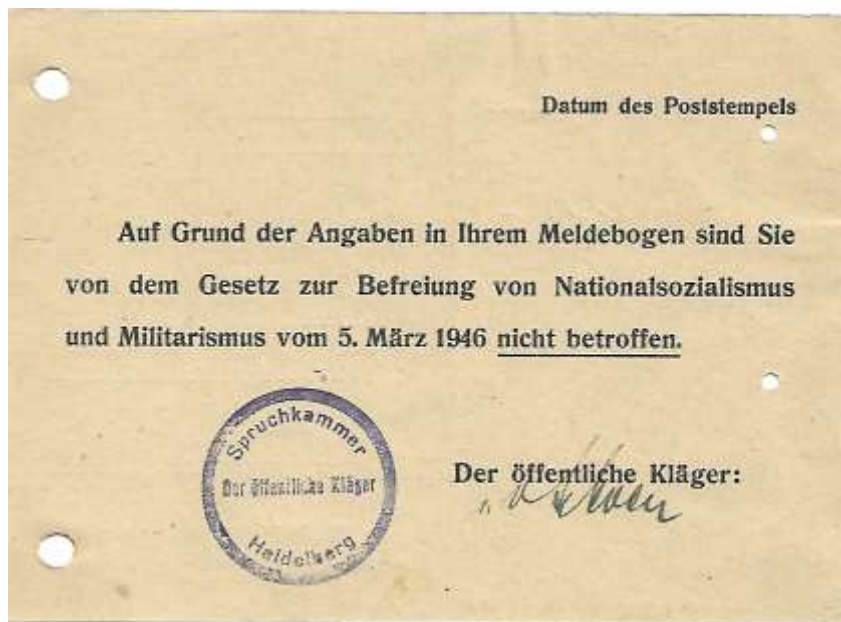 Datum des Poststempels
Auf Grund der Angaben in Ihrem Meldebogen sind Sie
von dem Gesetz zur Befreiung von Nationalsozialismus
und Militarismus vom 5. März 1946 nicht betroffen.
Spruchkammer
Der öffentliche Kläger
Heidelberg
Der öffentliche Kläger: